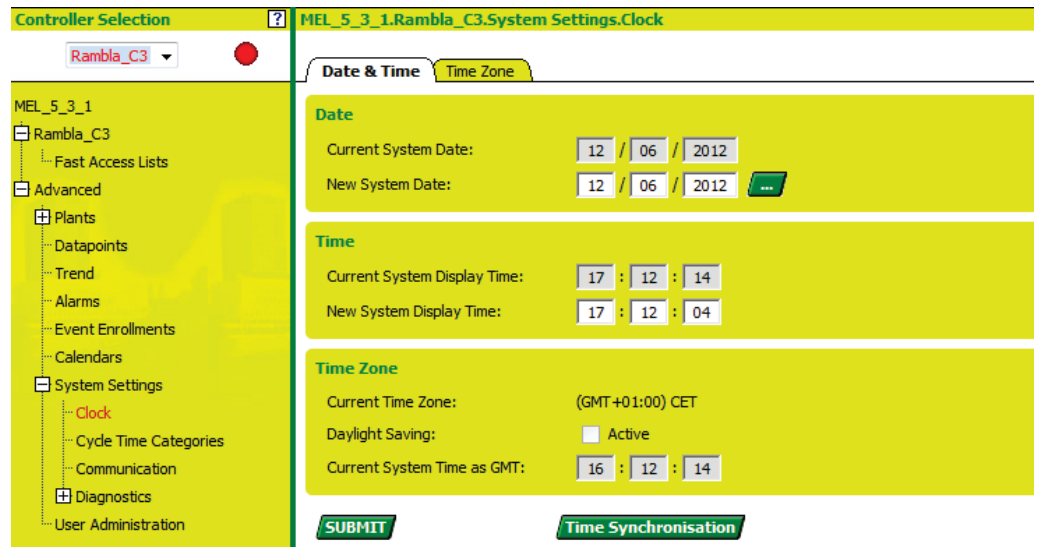 Controller Selection ?
Rambla_C3
MEL_5_3_1
Rambla_C3
Fast Access Lists
Advanced
Plants
Datapoints
Trend
Alarms
Event Enrollments
Calendars
System Settings
Clock
Cycle Time Categories
Communication
Diagnostics
User Administration
MEL_5_3_1.Rambla_C3.System Settings.Clock
Date & Time Time Zone
Date
Current System Date: 12 / 06 / 2012
New System Date: 12 / 06 / 2012 ...
Time
Current System Display Time: 17 : 12 : 14
New System Display Time: 17 : 12 : 04
Time Zone
Current Time Zone: (GMT+01:00) CET
Daylight Saving: Active
Current System Time as GMT: 16 : 12 : 14
SUBMIT Time Synchronisation